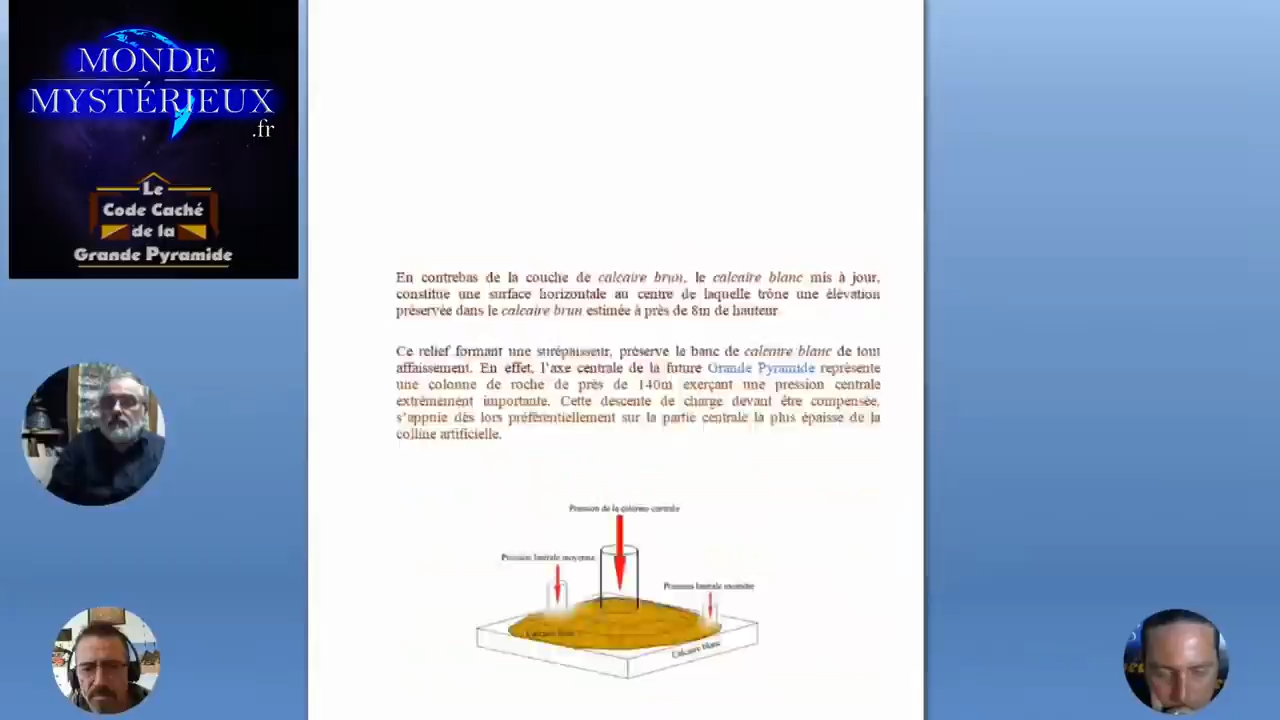 MONDE
MYSTÉRIEUX
.fr
Le
Code Caché
de la
Grande Pyramide
En contrebas de la couche de calcaire brun, le calcaire blanc mis à jour,
constitue une surface horizontale au centre de laquelle trône une élévation
préservée dans le calcaire brun estimée à près de 8m de hauteur
Ce relief formant une surépaisseur, préserve le banc de calcaire blanc de tout
affaissement. En effet, l'axe centrale de la future Grande Pyramide représente
une colonne de roche de près de 140m exerçant une pression centrale
extrêmement importante. Cette descente de charge devant être compensée,
s'appuie dès lors préférentiellement sur la partie centrale la plus épaisse de la
colline artificielle.
Pression de la colonne centrale
Pression latérale moyenne
Pression latérale
Calcaire brun
Calcaire blanc